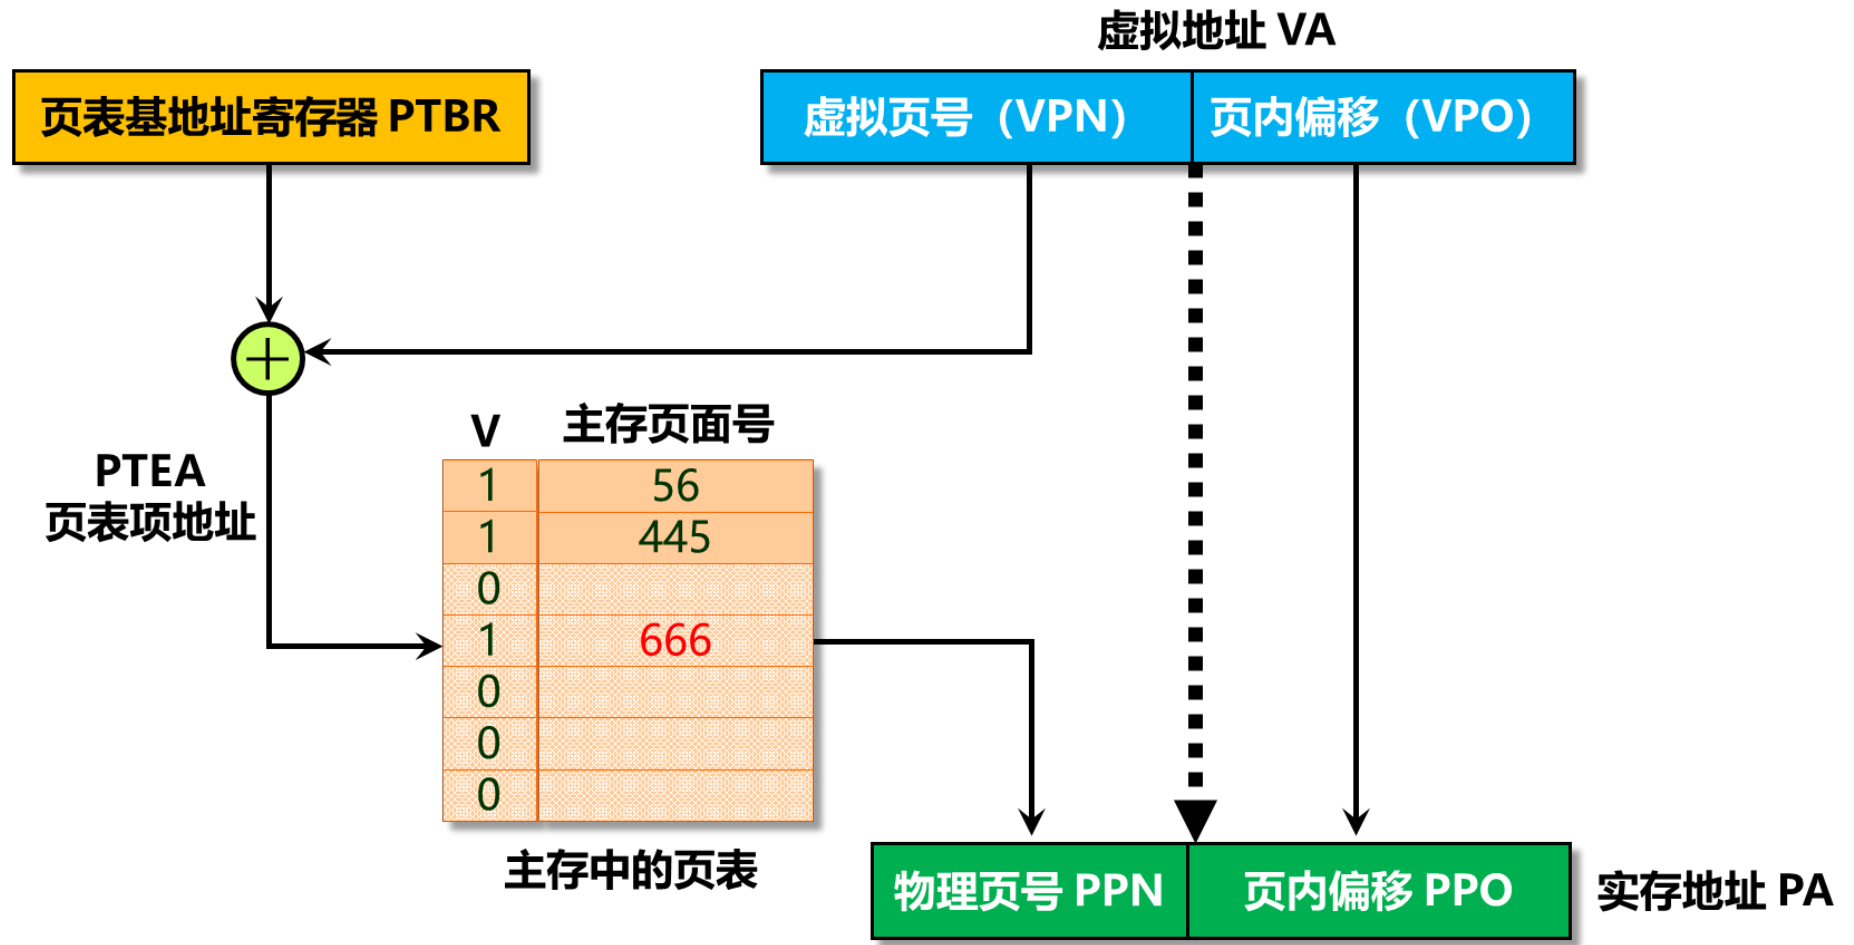 虚拟地址 VA
页表基地址寄存器 PTBR
虚拟页号（VPN）
页内偏移（VPO）
PTEA
页表项地址
V
主存页面号
1
56
1
445
0
1
666
0
0
0
主存中的页表
物理页号 PPN
页内偏移 PPO
实存地址 PA